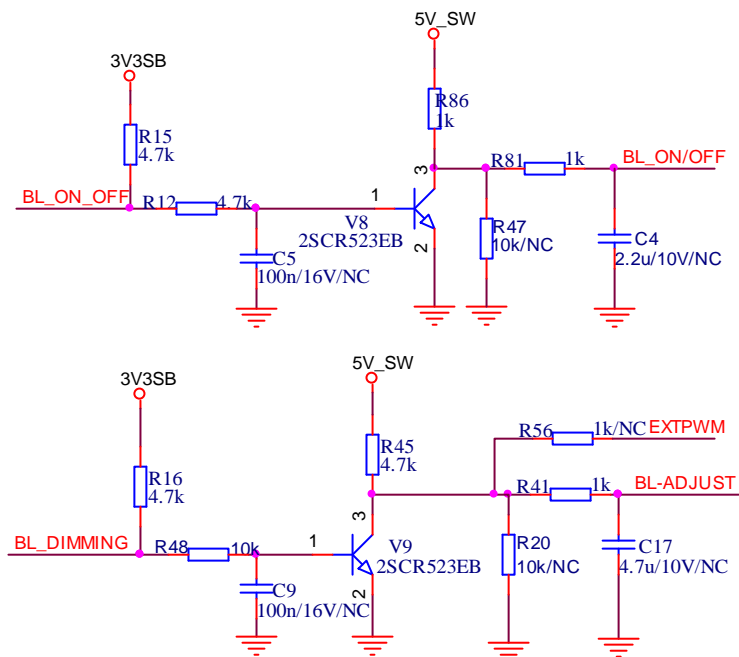 5V_SW
3V3SB
R86
1k
R15
4.7k
R81 1k BL_ON/OFF
3
BL_ON_OFF R12 4.7k 1
V8
2SCR523EB
R47
10k/NC
C4
2.2u/10V/NC
2
C5
100n/16V/NC
5V_SW
3V3SB
R56 1k/NC EXTPWM
R45
4.7k
R16
4.7k
R41 1k BL-ADJUST
3
BL_DIMMING R48 10k 1
V9
2SCR523EB
R20
10k/NC
C17
4.7u/10V/NC
2
C9
100n/16V/NC